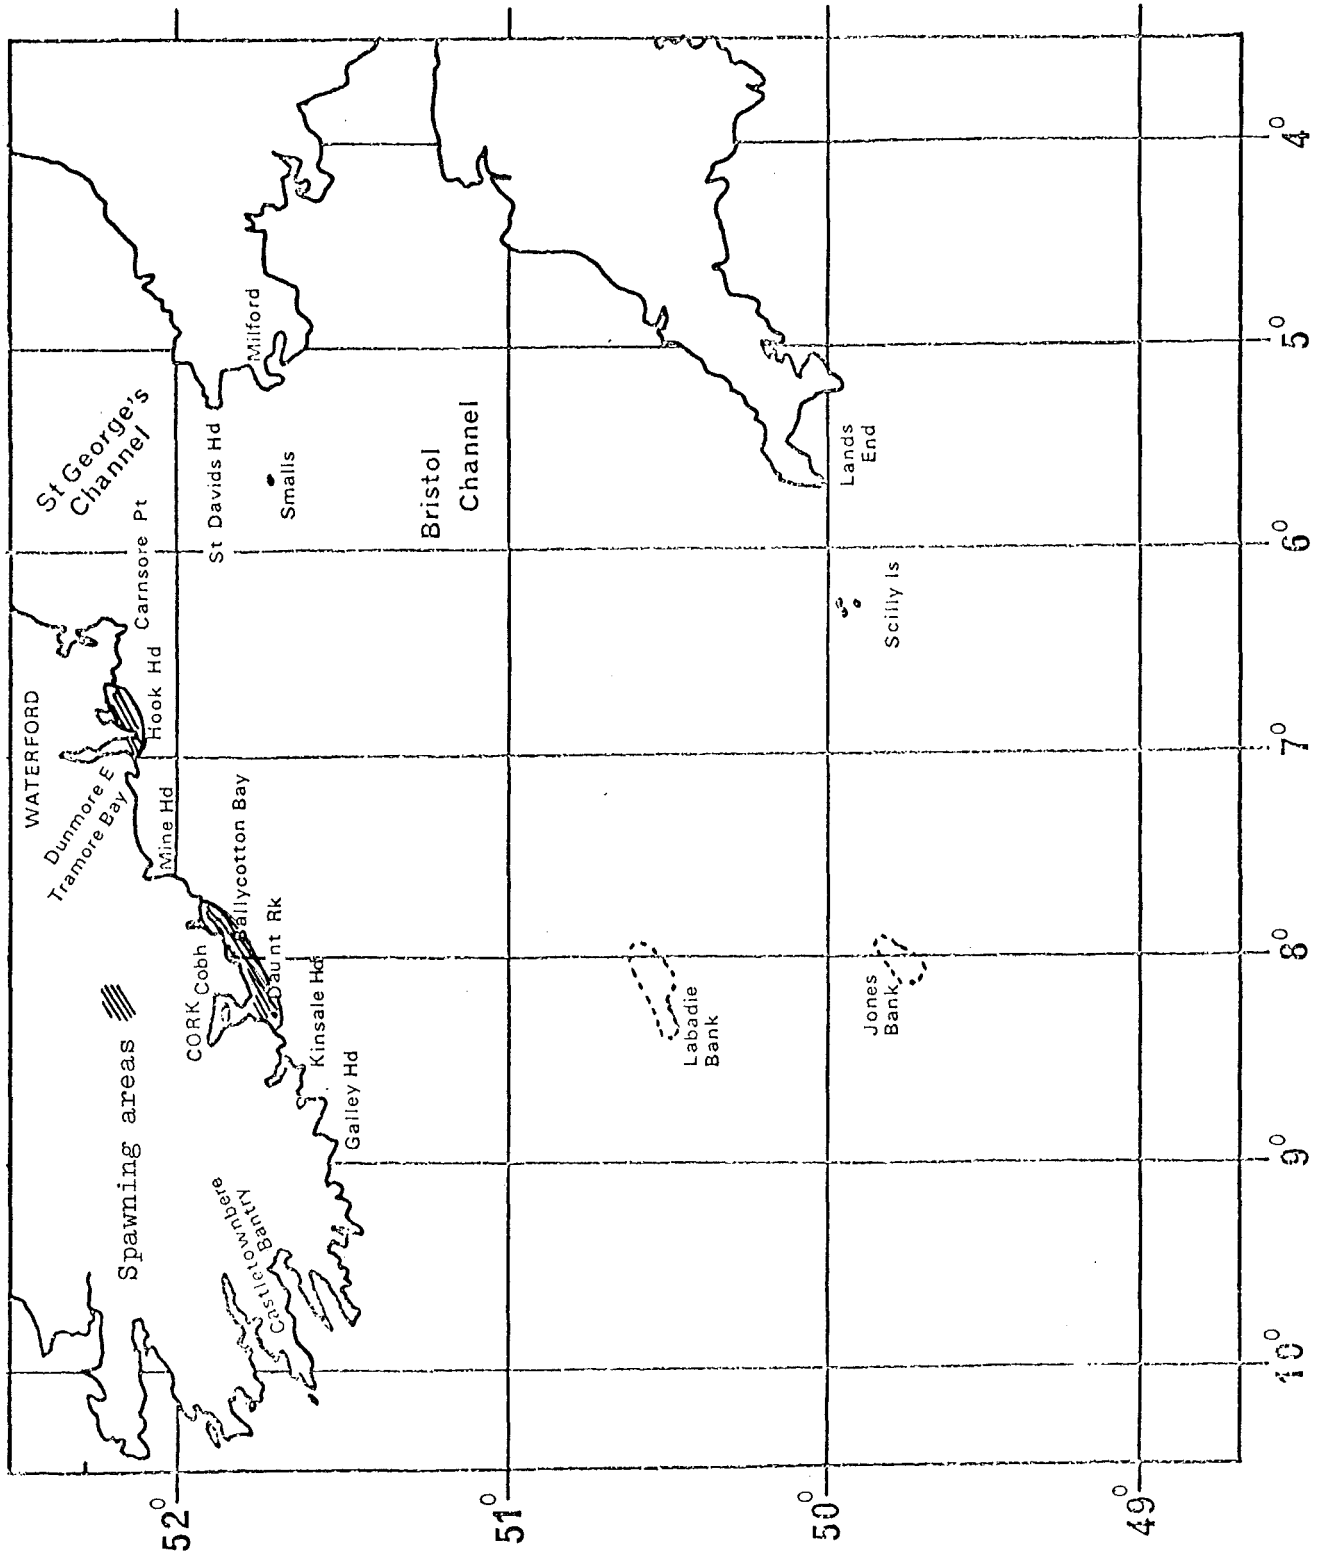 WATERFORD
St George's
Channel
Dunmore E
Tramore Bay
Carnsore Pt
Hook Hd
Mine Hd
Spawning areas
CORK
Cobh
Ballycotton Bay
Daunt Rk
Kinsale Hd
Galley Hd
Castletownbere
Bantry
St Davids Hd
Milford
Smalls
Bristol
Channel
Labadie
Bank
Jones
Bank
Lands
End
Scilly Is
52°
51°
50°
49°
10°
9°
8°
7°
6°
5°
4°